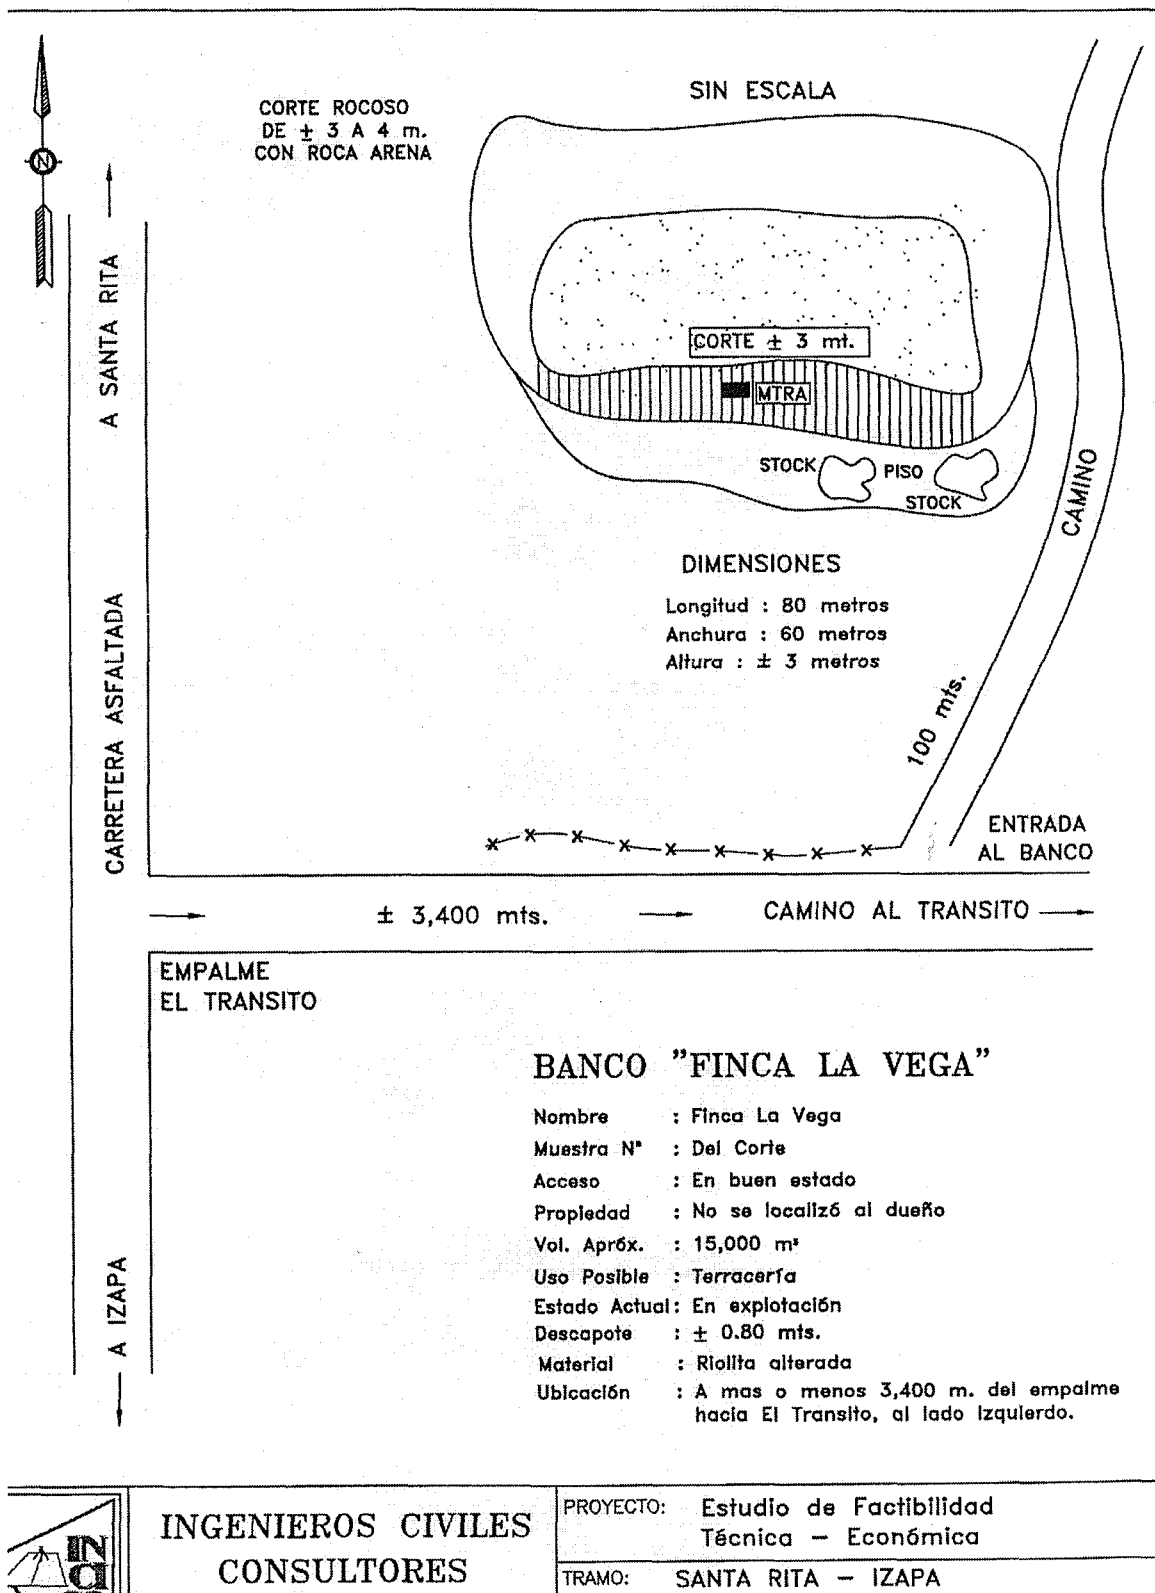 SIN ESCALA
CORTE ROCOSO
DE ± 3 A 4 m.
CON ROCA ARENA
N
A SANTA RITA
CORTE ± 3 mt.
MTRA
STOCK
PISO
STOCK
CAMINO
DIMENSIONES
Longitud : 80 metros
Anchura : 60 metros
Altura : ± 3 metros
100 mts.
CARRETERA ASFALTADA
ENTRADA
AL BANCO
± 3,400 mts.
CAMINO AL TRANSITO
EMPALME
EL TRANSITO
A IZAPA
BANCO "FINCA LA VEGA"
Nombre : Finca La Vega
Muestra N° : Del Corte
Acceso : En buen estado
Propiedad : No se localizó al dueño
Vol. Apróx. : 15,000 m³
Uso Posible : Terracería
Estado Actual : En explotación
Descapote : ± 0.80 mts.
Material : Riolita alterada
Ubicación : A mas o menos 3,400 m. del empalme
hacia El Transito, al lado izquierdo.
IN
CI
INGENIEROS CIVILES
CONSULTORES
PROYECTO: Estudio de Factibilidad
Técnica – Económica
TRAMO: SANTA RITA – IZAPA